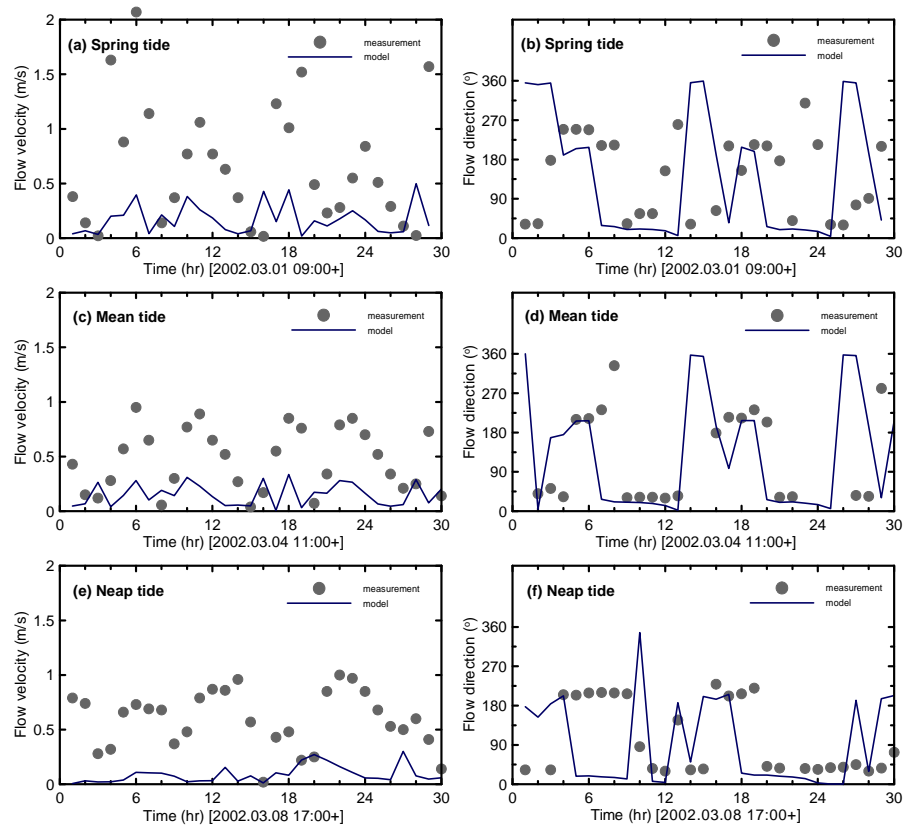 (a) Spring tide
measurement
model
Flow velocity (m/s)
2
1.5
1
0.5
0
0 6 12 18 24 30
Time (hr) [2002.03.01 09:00+]
(b) Spring tide
measurement
model
Flow direction (°)
360
270
180
90
0
0 6 12 18 24 30
Time (hr) [2002.03.01 09:00+]
(c) Mean tide
measurement
model
Flow velocity (m/s)
2
1.5
1
0.5
0
0 6 12 18 24 30
Time (hr) [2002.03.04 11:00+]
(d) Mean tide
measurement
model
Flow direction (°)
360
270
180
90
0
0 6 12 18 24 30
Time (hr) [2002.03.04 11:00+]
(e) Neap tide
measurement
model
Flow velocity (m/s)
2
1.5
1
0.5
0
0 6 12 18 24 30
Time (hr) [2002.03.08 17:00+]
(f) Neap tide
measurement
model
Flow direction (°)
360
270
180
90
0
0 6 12 18 24 30
Time (hr) [2002.03.08 17:00+]